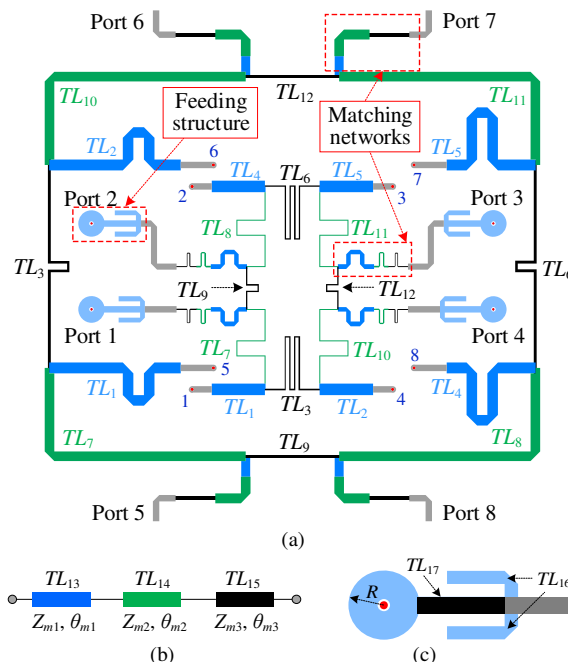 Port 6
Port 7
TL10
TL12
TL11
Feeding structure
Matching networks
TL2
6
TL4
TL6
TL5
7
TL5
2
3
Port 2
Port 3
TL8
TL11
TL3
TL9
TL12
Port 1
Port 4
TL7
TL10
5
8
TL1
1
TL1
TL3
TL2
4
TL4
TL7
TL9
TL8
Port 5
Port 8
(a)
TL13 TL14 TL15
Zm1, θm1 Zm2, θm2 Zm3, θm3
(b)
TL17
TL16
R
(c)